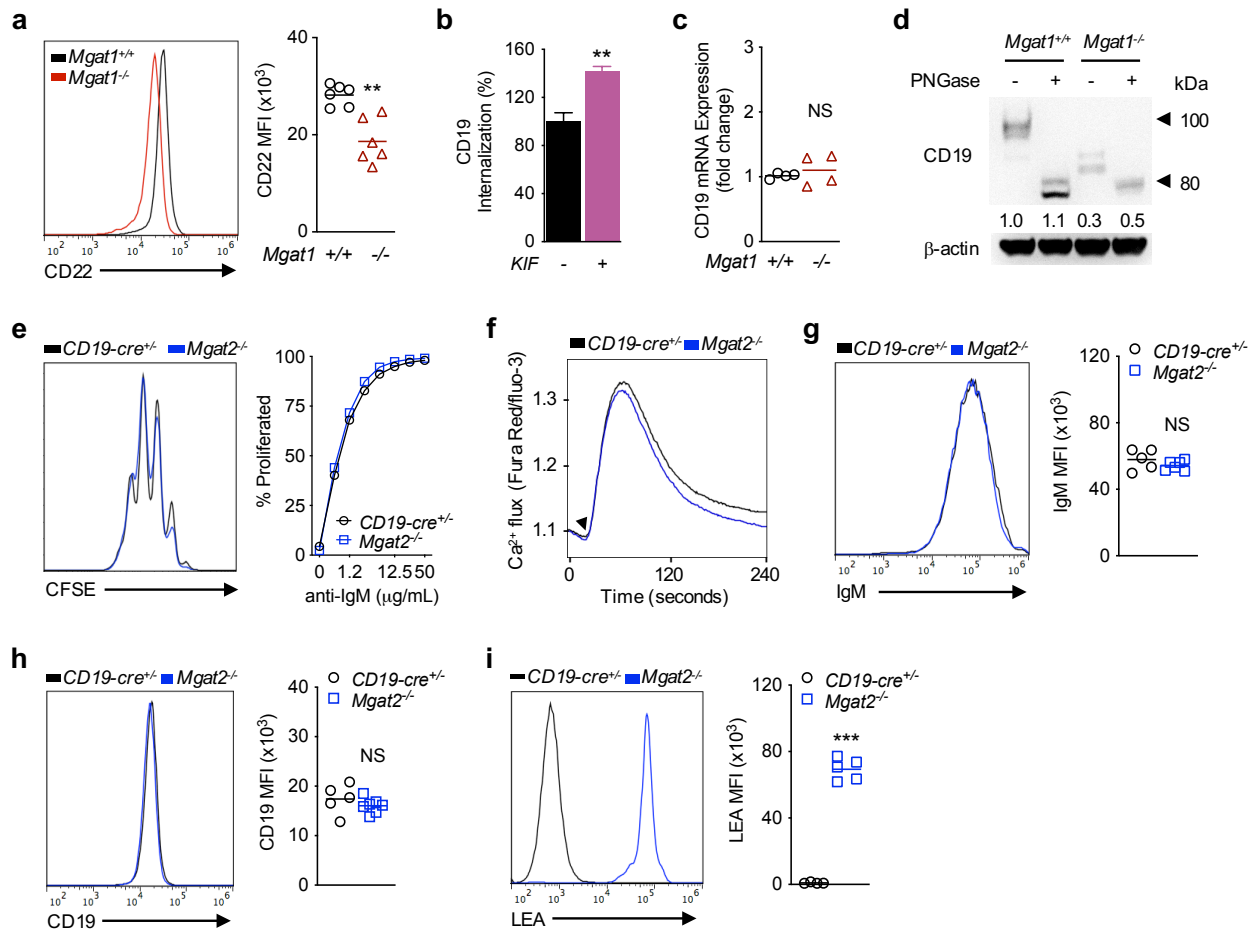 a
Mgat1+/+
Mgat1-/-
10² 10³ 10⁴ 10⁵ 10⁶
CD22
CD22 MFI (x10³)
40
20
0
**
Mgat1 +/+ -/-
b
CD19
Internalization (%)
160
120
80
40
0
**
KIF - +
c
CD19 mRNA Expression
(fold change)
3
2
1
0
NS
Mgat1 +/+ -/-
d
Mgat1+/+ Mgat1-/-
PNGase - + - + kDa
100
CD19
80
1.0 1.1 0.3 0.5
β-actin
e
CD19-cre+/- Mgat2-/-
CFSE
% Proliferated
100
75
50
25
0
CD19-cre+/-
Mgat2-/-
0 1.2 12.5 50
anti-IgM (µg/mL)
f
CD19-cre+/- Mgat2-/-
Ca²⁺ flux (Fura Red/fluo-3)
1.3
1.2
1.1
0 120 240
Time (seconds)
g
CD19-cre+/- Mgat2-/-
10² 10³ 10⁴ 10⁵ 10⁶
IgM
IgM MFI (x10³)
120
80
40
0
CD19-cre+/-
Mgat2-/-
NS
h
CD19-cre+/- Mgat2-/-
10² 10³ 10⁴ 10⁵ 10⁶
CD19
CD19 MFI (x10³)
40
30
20
10
0
CD19-cre+/-
Mgat2-/-
NS
i
CD19-cre+/- Mgat2-/-
10² 10³ 10⁴ 10⁵ 10⁶
LEA
LEA MFI (x10³)
120
80
40
0
CD19-cre+/-
Mgat2-/-
***